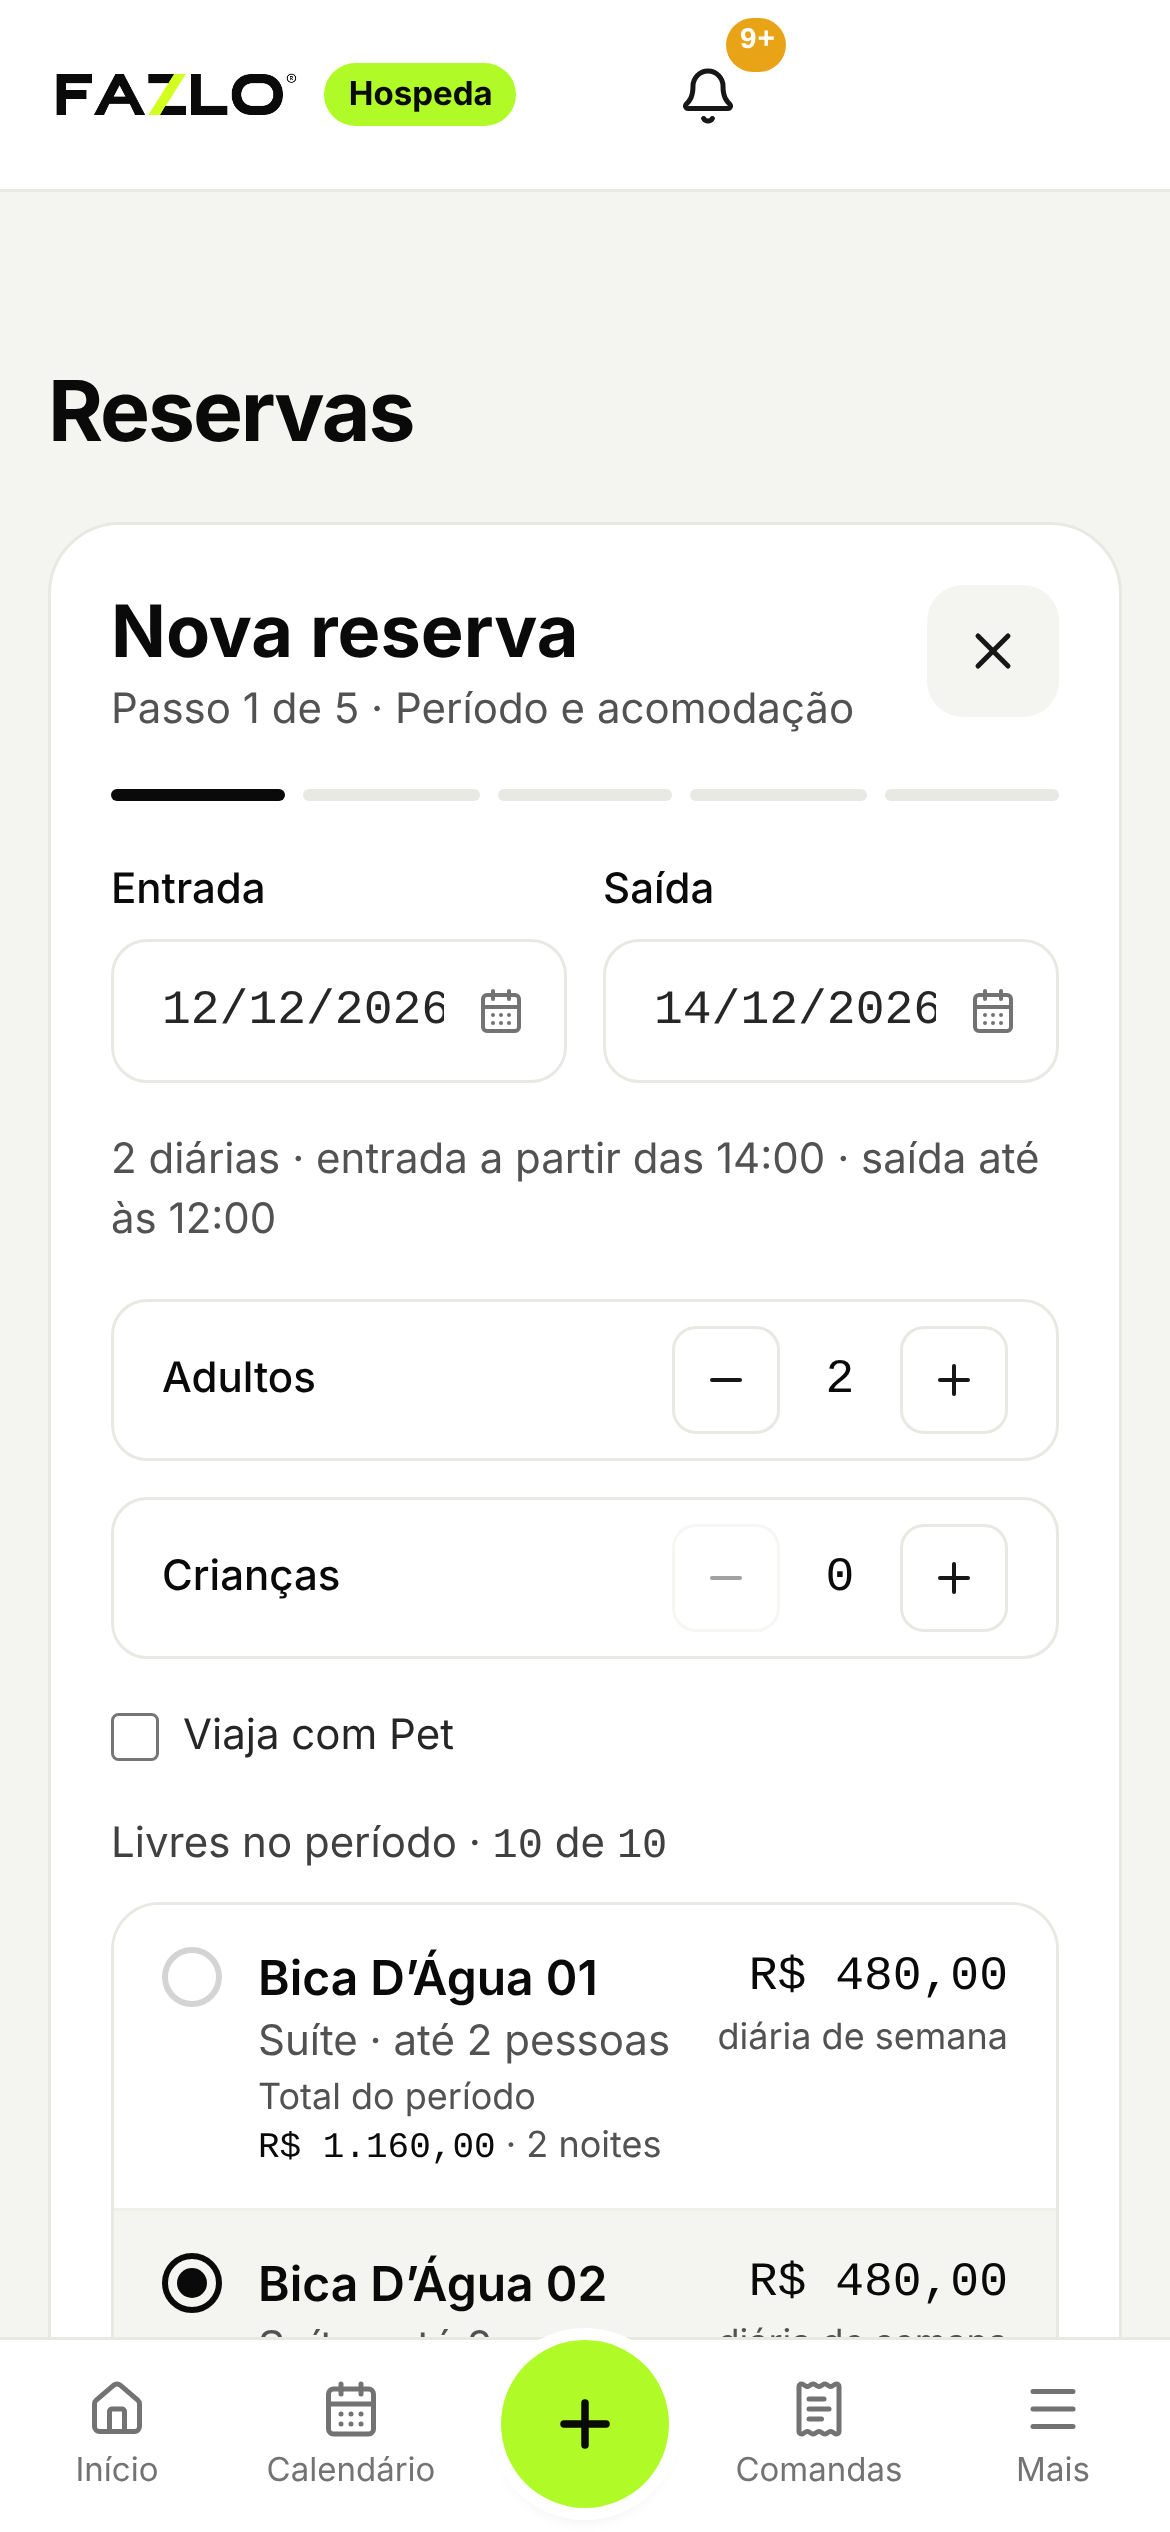 FAZLO®
Hospeda
9+
Reservas
Nova reserva
Passo 1 de 5 · Período e acomodação
Entrada
Saída
12/12/2026
14/12/2026
2 diárias · entrada a partir das 14:00 · saída até
às 12:00
Adultos
2
Crianças
0
Viaja com Pet
Livres no período · 10 de 10
Bica D’Água 01
R$ 480,00
Suíte · até 2 pessoas
diária de semana
Total do período
R$ 1.160,00 · 2 noites
Bica D’Água 02
R$ 480,00
Início
Calendário
Comandas
Mais